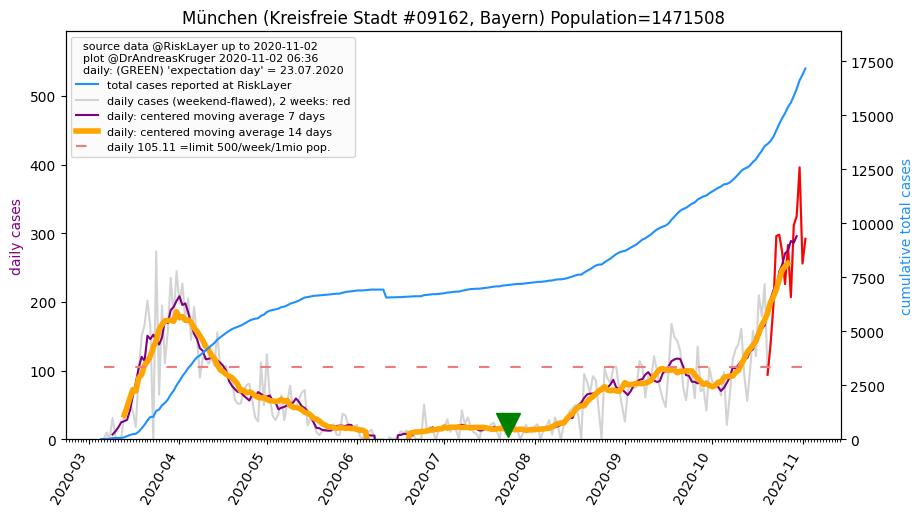 München (Kreisfreie Stadt #09162, Bayern) Population=1471508
source data @RiskLayer up to 2020-11-02
plot @DrAndreasKruger 2020-11-02 06:36
daily: (GREEN) 'expectation day' = 23.07.2020
total cases reported at RiskLayer
daily cases (weekend-flawed), 2 weeks: red
daily: centered moving average 7 days
daily: centered moving average 14 days
daily 105.11 =limit 500/week/1mio pop.
daily cases
500
400
300
200
100
0
cumulative total cases
17500
15000
12500
10000
7500
5000
2500
0
2020-03
2020-04
2020-05
2020-06
2020-07
2020-08
2020-09
2020-10
2020-11